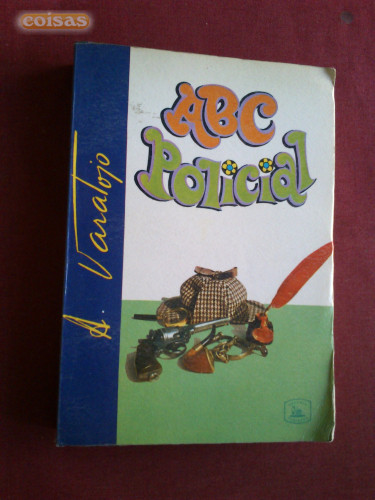 coisas
ABC
Policial
A. Varatojo